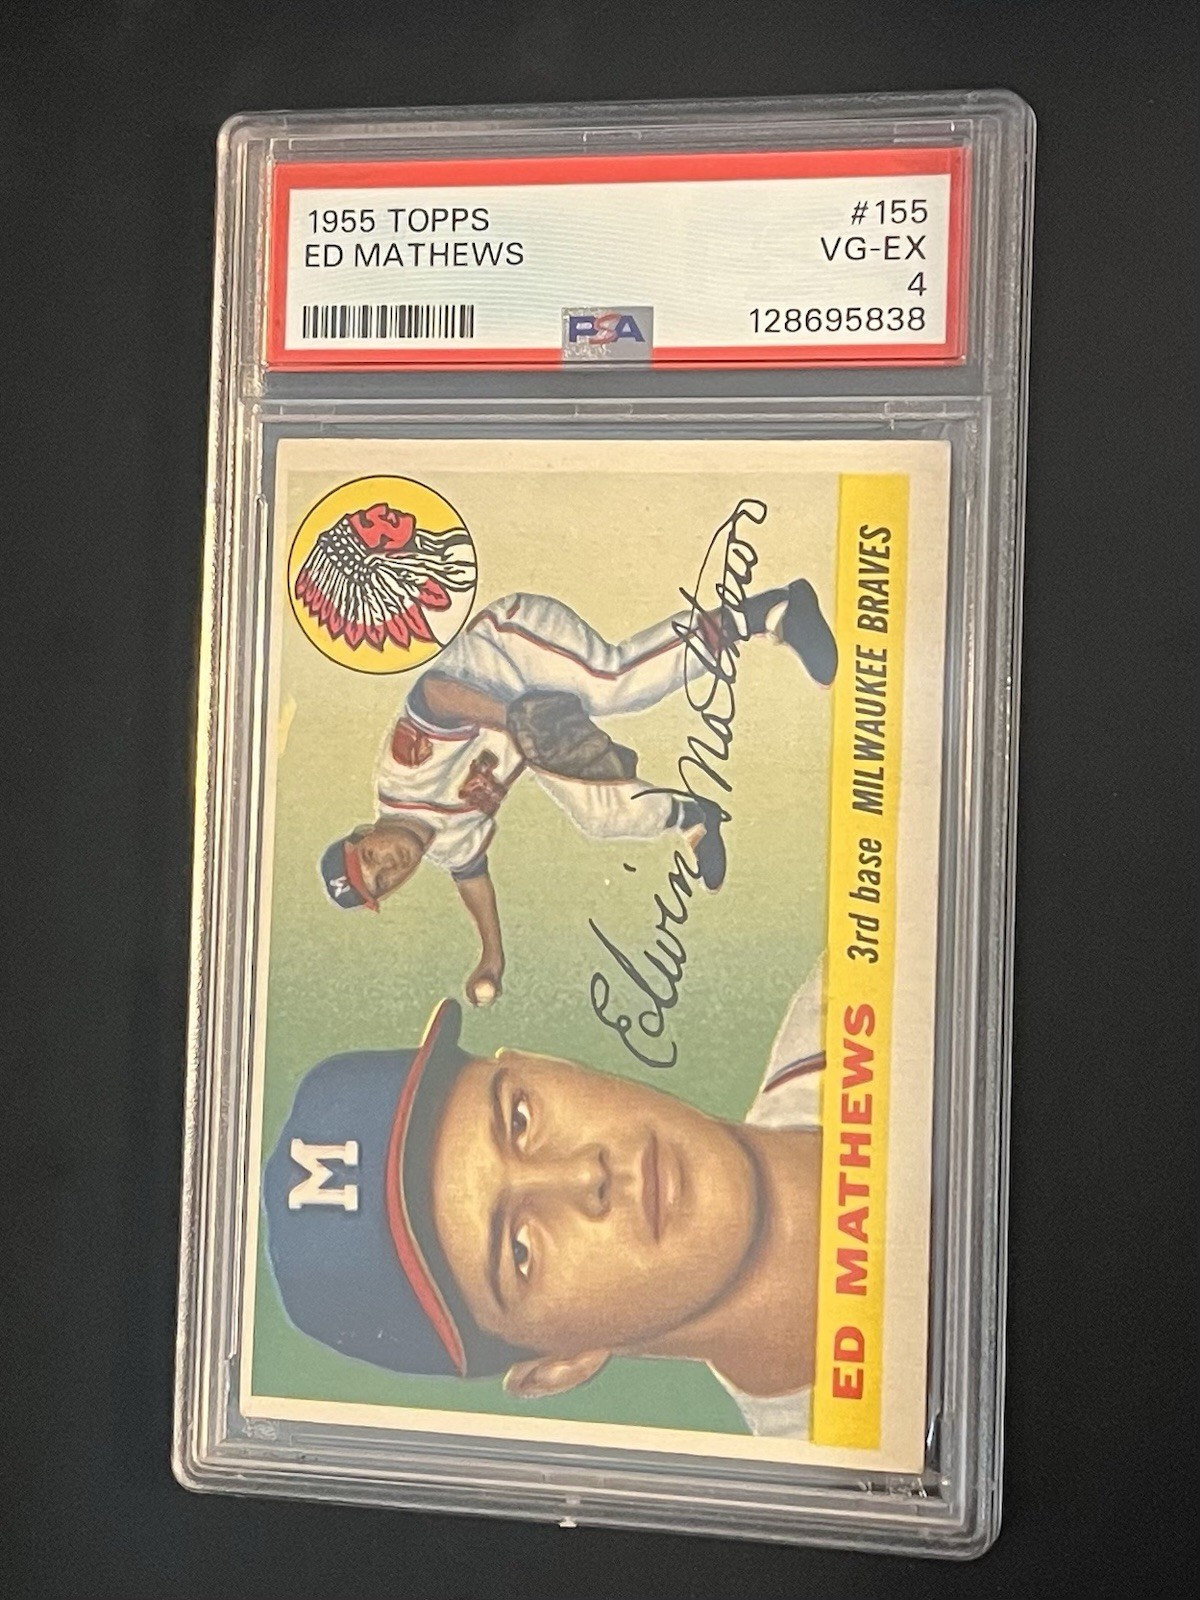 1955 TOPPS #155
ED MATHEWS VG-EX
4
PSA 128695838
M
M
Edwin Mathews
ED MATHEWS 3rd base MILWAUKEE BRAVES